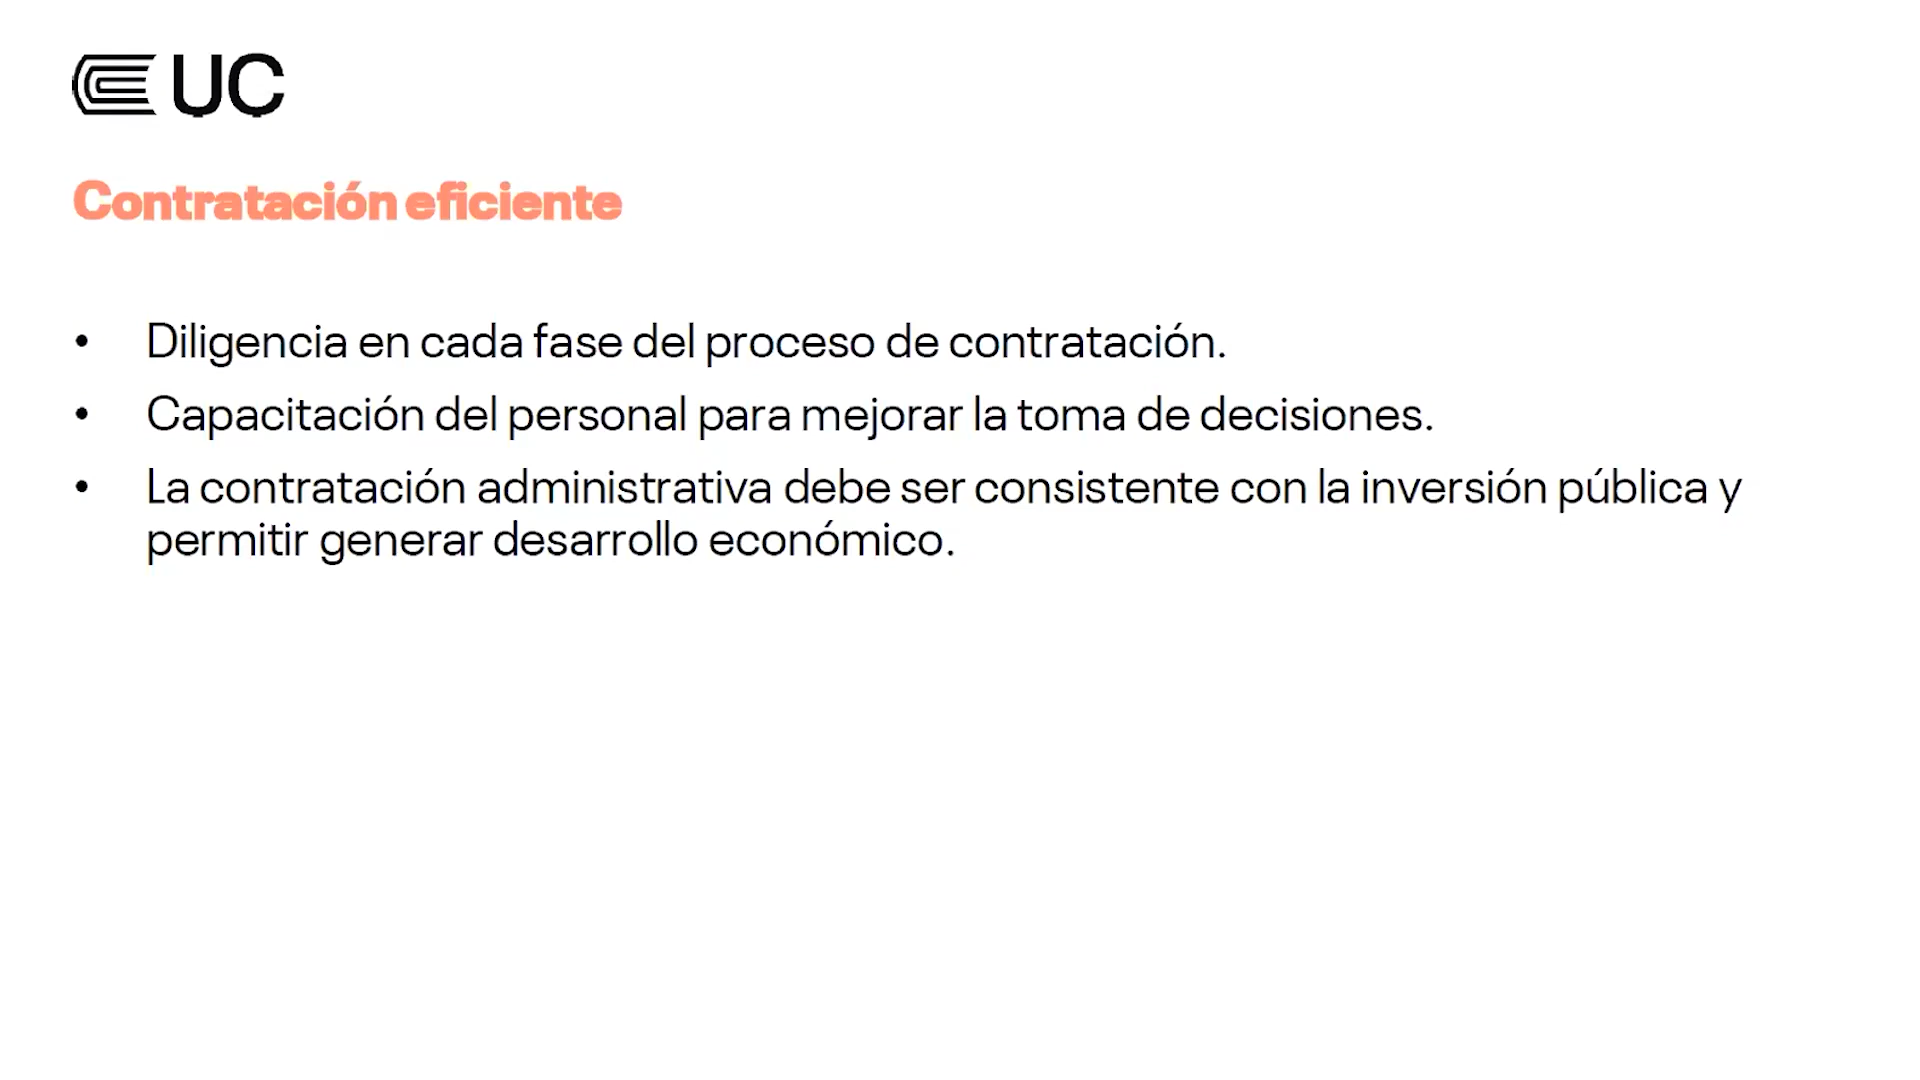 UC
Contratación eficiente
• Diligencia en cada fase del proceso de contratación.
• Capacitación del personal para mejorar la toma de decisiones.
• La contratación administrativa debe ser consistente con la inversión pública y
permitir generar desarrollo económico.